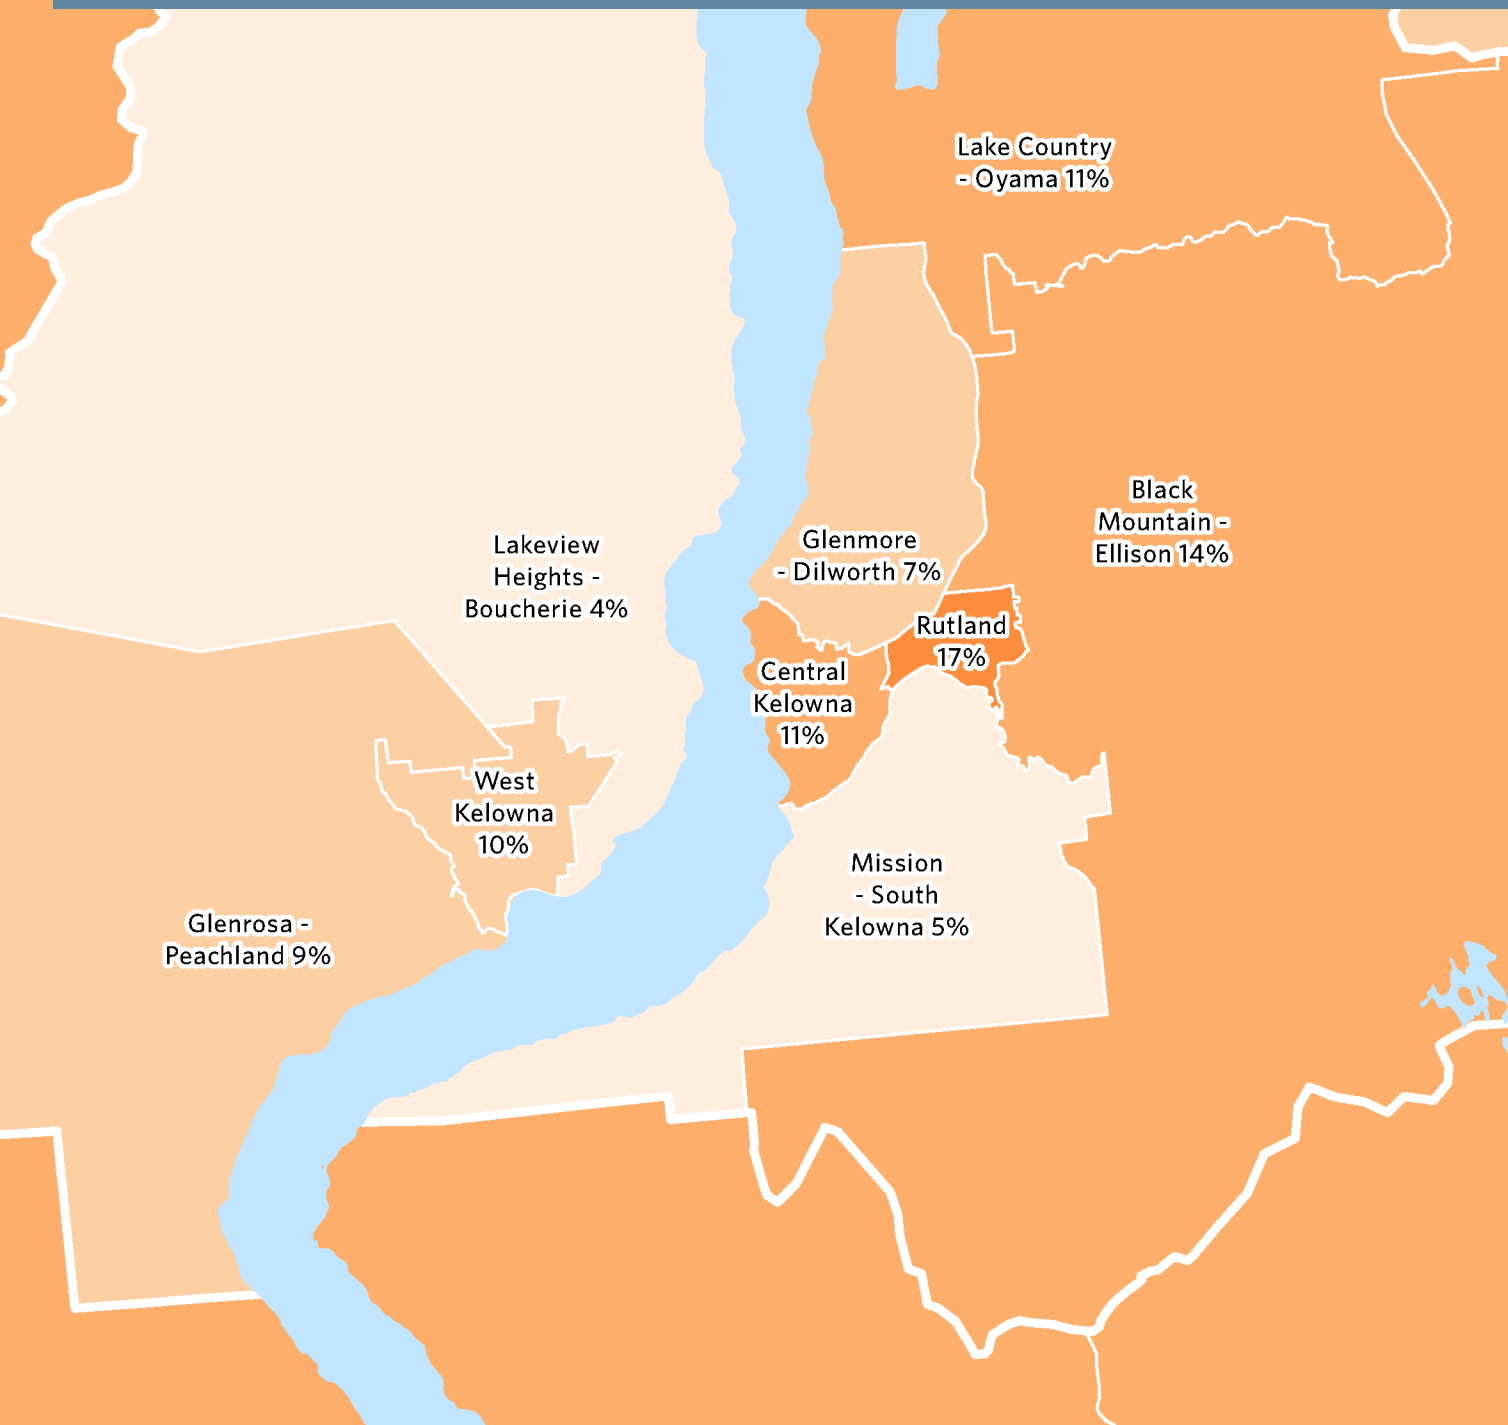 Lake Country
- Oyama 11%
Black
Mountain -
Ellison 14%
Lakeview
Heights -
Boucherie 4%
Glenmore
- Dilworth 7%
Rutland
17%
Central
Kelowna
11%
West
Kelowna
10%
Mission
- South
Kelowna 5%
Glenrosa -
Peachland 9%